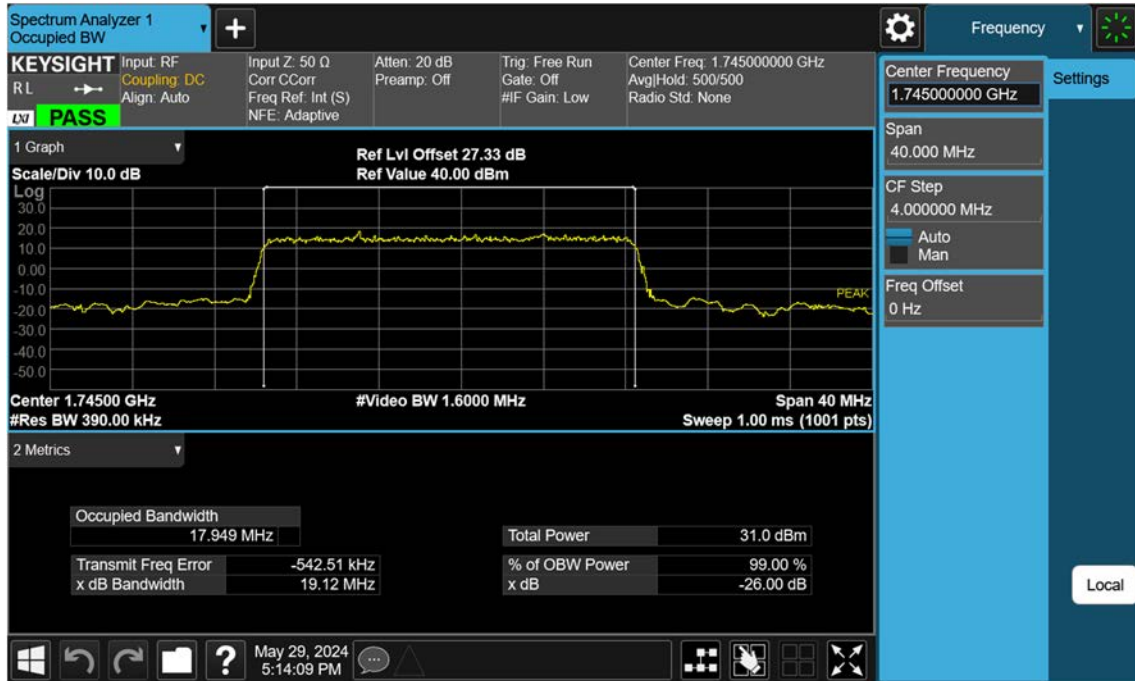 Spectrum Analyzer 1
Occupied BW
Frequency
KEYSIGHT
R L
LXI PASS
Input: RF
Coupling: DC
Align: Auto
Input Z: 50 Ω
Corr CCorr
Freq Ref: Int (S)
NFE: Adaptive
Atten: 20 dB
Preamp: Off
Trig: Free Run
Gate: Off
#IF Gain: Low
Center Freq: 1.745000000 GHz
Avg|Hold: 500/500
Radio Std: None
Center Frequency
1.745000000 GHz
Settings
Span
40.000 MHz
CF Step
4.000000 MHz
Auto
Man
Freq Offset
0 Hz
1 Graph
Scale/Div 10.0 dB
Ref Lvl Offset 27.33 dB
Ref Value 40.00 dBm
Log
30.0
20.0
10.0
0.00
-10.0
-20.0
-30.0
-40.0
-50.0
PEAK
Center 1.74500 GHz
#Res BW 390.00 kHz
#Video BW 1.6000 MHz
Span 40 MHz
Sweep 1.00 ms (1001 pts)
2 Metrics
Occupied Bandwidth
17.949 MHz
Total Power 31.0 dBm
Transmit Freq Error -542.51 kHz
% of OBW Power 99.00 %
x dB Bandwidth 19.12 MHz
x dB -26.00 dB
Local
?
May 29, 2024
5:14:09 PM